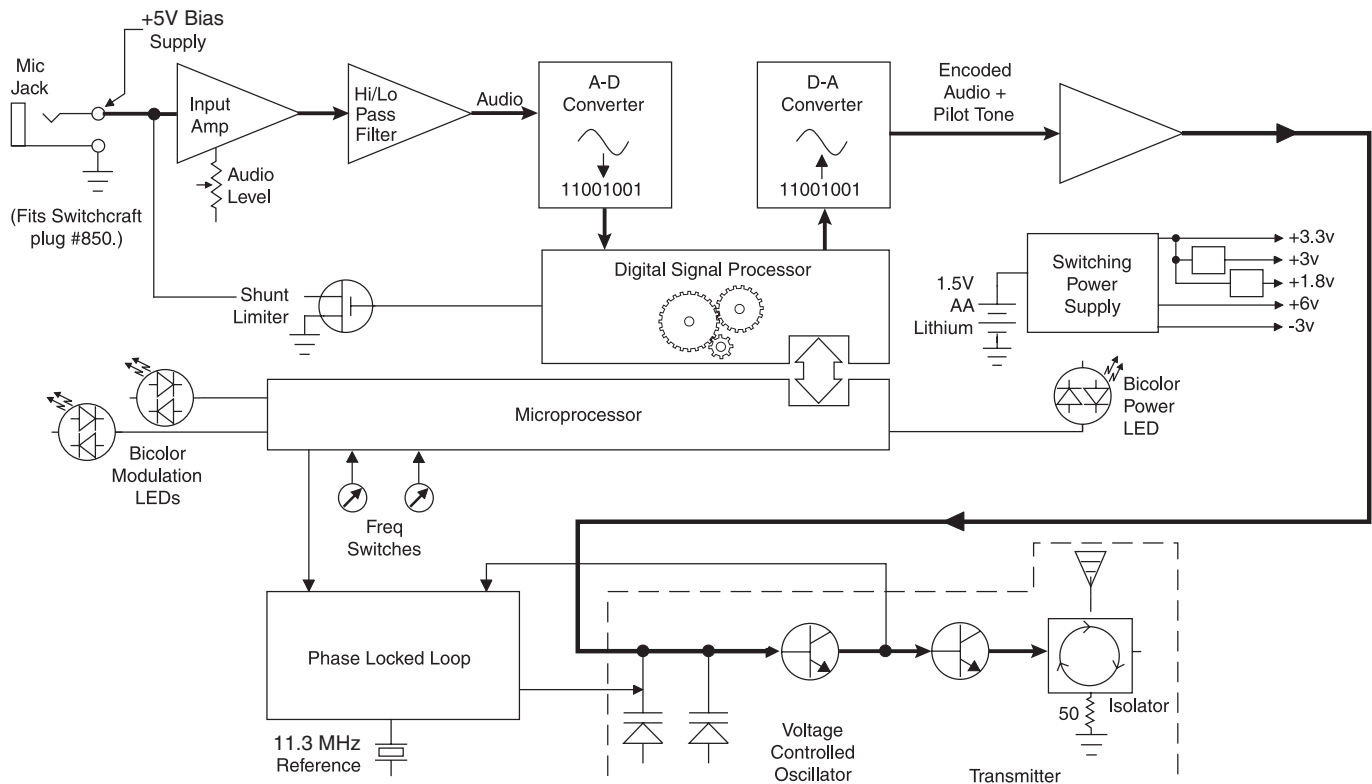 +5V Bias
Supply
Mic
Jack
Input
Amp
Hi/Lo
Pass
Filter
Audio
A-D
Converter
11001001
D-A
Converter
11001001
Encoded
Audio +
Pilot Tone
Audio
Level
(Fits Switchcraft
plug #850.)
Shunt
Limiter
Digital Signal Processor
1.5V
AA
Lithium
Switching
Power
Supply
+3.3v
+3v
+1.8v
+6v
-3v
Bicolor
Modulation
LEDs
Microprocessor
Bicolor
Power
LED
Freq
Switches
Phase Locked Loop
11.3 MHz
Reference
Voltage
Controlled
Oscillator
50
Isolator
Transmitter